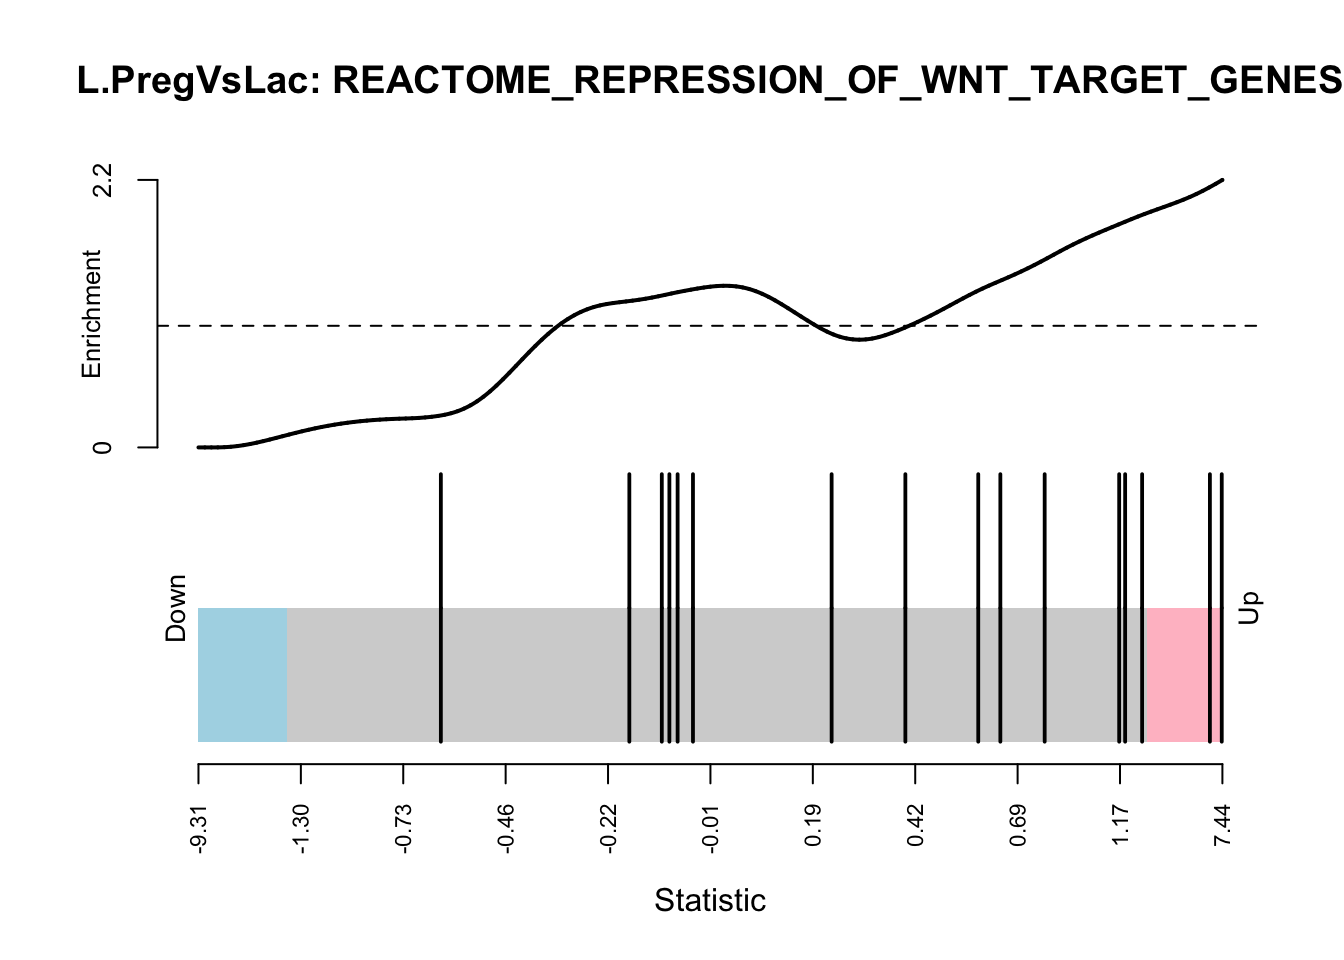 L.PregVsLac: REACTOME_REPRESSION_OF_WNT_TARGET_GENES
2.2
Enrichment
0
Down
Up
-9.31 -1.30 -0.73 -0.46 -0.22 -0.01 0.19 0.42 0.69 1.17 7.44
Statistic